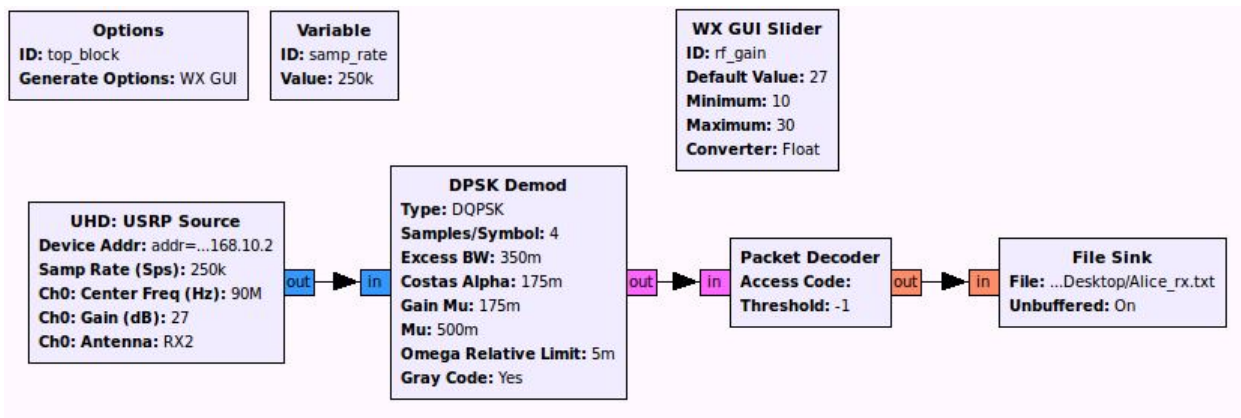 Options
ID: top_block
Generate Options: WX GUI
Variable
ID: samp_rate
Value: 250k
WX GUI Slider
ID: rf_gain
Default Value: 27
Minimum: 10
Maximum: 30
Converter: Float
UHD: USRP Source
Device Addr: addr=...168.10.2
Samp Rate (Sps): 250k
Ch0: Center Freq (Hz): 90M
Ch0: Gain (dB): 27
Ch0: Antenna: RX2
out
in
DPSK Demod
Type: DQPSK
Samples/Symbol: 4
Excess BW: 350m
Costas Alpha: 175m
Gain Mu: 175m
Mu: 500m
Omega Relative Limit: 5m
Gray Code: Yes
out
in
Packet Decoder
Access Code:
Threshold: -1
out
in
File Sink
File: ...Desktop/Alice_rx.txt
Unbuffered: On